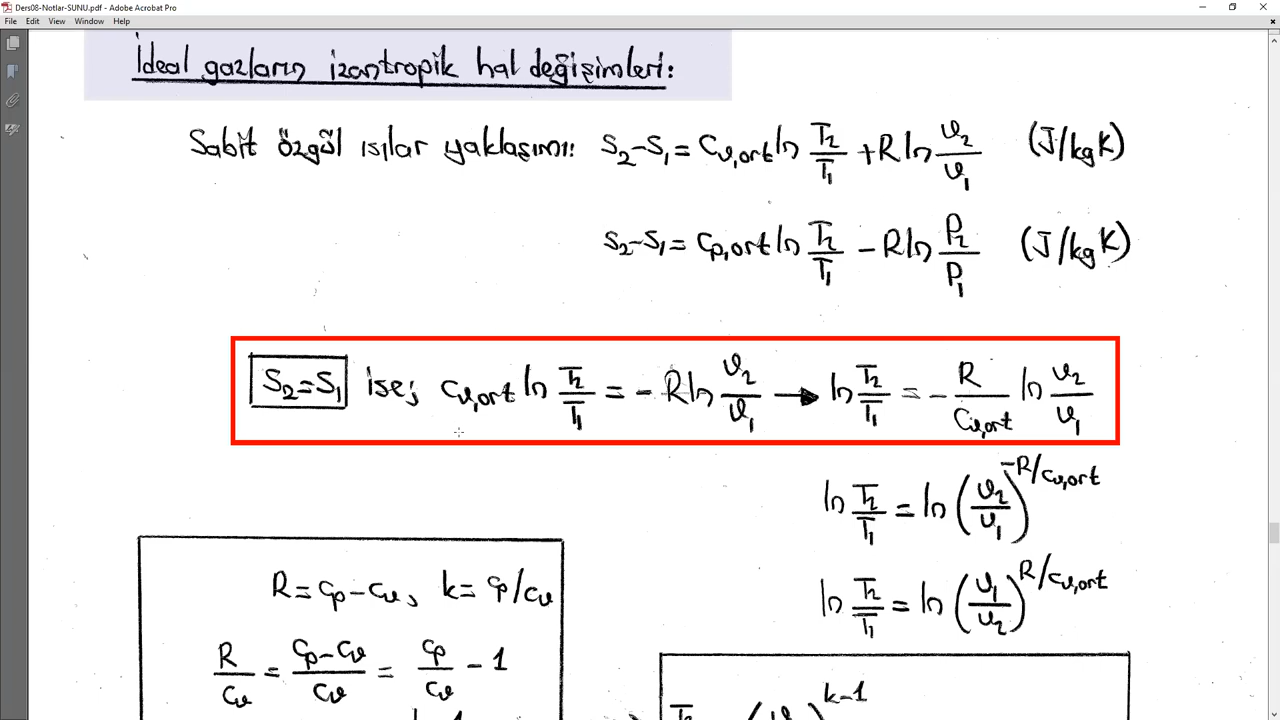 Ders08-Notlar-SUNU.pdf - Adobe Acrobat Pro
File Edit View Window Help
İdeal gazların izantropik hal değişimleri:
Sabit özgül ısılar yaklaşımı: S₂-S₁ = Cᵥ,ort ln T₂/T₁ + R ln v₂/v₁ (J/kgK)
S₂-S₁ = Cp,ort ln T₂/T₁ - R ln P₂/P₁ (J/kgK)
S₂=S₁ ise; Cᵥ,ort ln T₂/T₁ = -R ln v₂/v₁ → ln T₂/T₁ = - R/Cᵥ,ort ln v₂/v₁
ln T₂/T₁ = ln (v₂/v₁)^-R/Cᵥ,ort
ln T₂/T₁ = ln (v₁/v₂)^R/Cᵥ,ort
R = Cp-Cᵥ, k = Cp/Cᵥ
R/Cᵥ = Cp-Cᵥ/Cᵥ = Cp/Cᵥ - 1
k-1